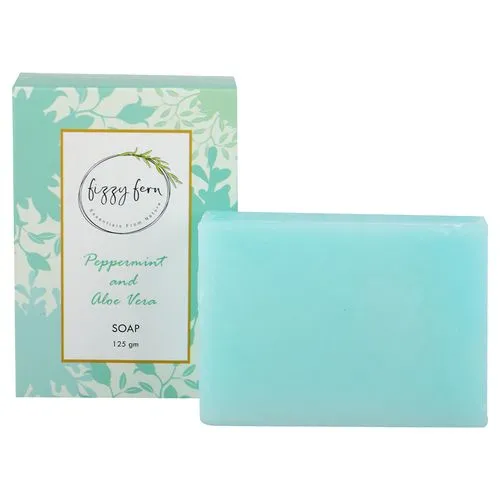 fizzy fern
Essentials From Nature
Peppermint
and
Aloe Vera
SOAP
125 gm